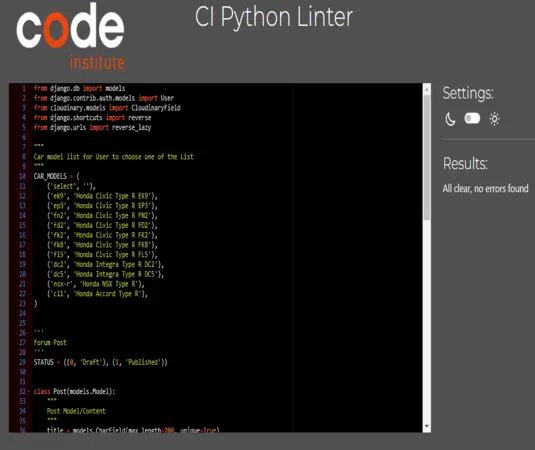 code
institute
CI Python Linter
1 from django.db import models
2 from django.contrib.auth.models import User
3 from cloudinary.models import CloudinaryField
4 from django.shortcuts import reverse
5 from django.urls import reverse_lazy
6
7 """
8 Car model list for User to choose one of the List
9 """
10 CAR_MODELS = (
11 ('select', ''),
12 ('ek9', 'Honda Civic Type R EK9'),
13 ('ep3', 'Honda Civic Type R EP3'),
14 ('fn2', 'Honda Civic Type R FN2'),
15 ('fd2', 'Honda Civic Type R FD2'),
16 ('fk2', 'Honda Civic Type R FK2'),
17 ('fk8', 'Honda Civic Type R FK8'),
18 ('fl5', 'Honda Civic Type R FL5'),
19 ('dc2', 'Honda Integra Type R DC2'),
20 ('dc5', 'Honda Integra Type R DC5'),
21 ('nsx-r', 'Honda NSX Type R'),
22 ('cl1', 'Honda Accord Type R'),
23 )
24
25
26 '''
27 Forum Post
28 '''
29 STATUS = ((0, 'Draft'), (1, 'Published'))
30
31
32 class Post(models.Model):
33 """
34 Post Model/Content
35 """
36 title = models.CharField(max_length=200, unique=True)
Settings:
Results:
All clear, no errors found